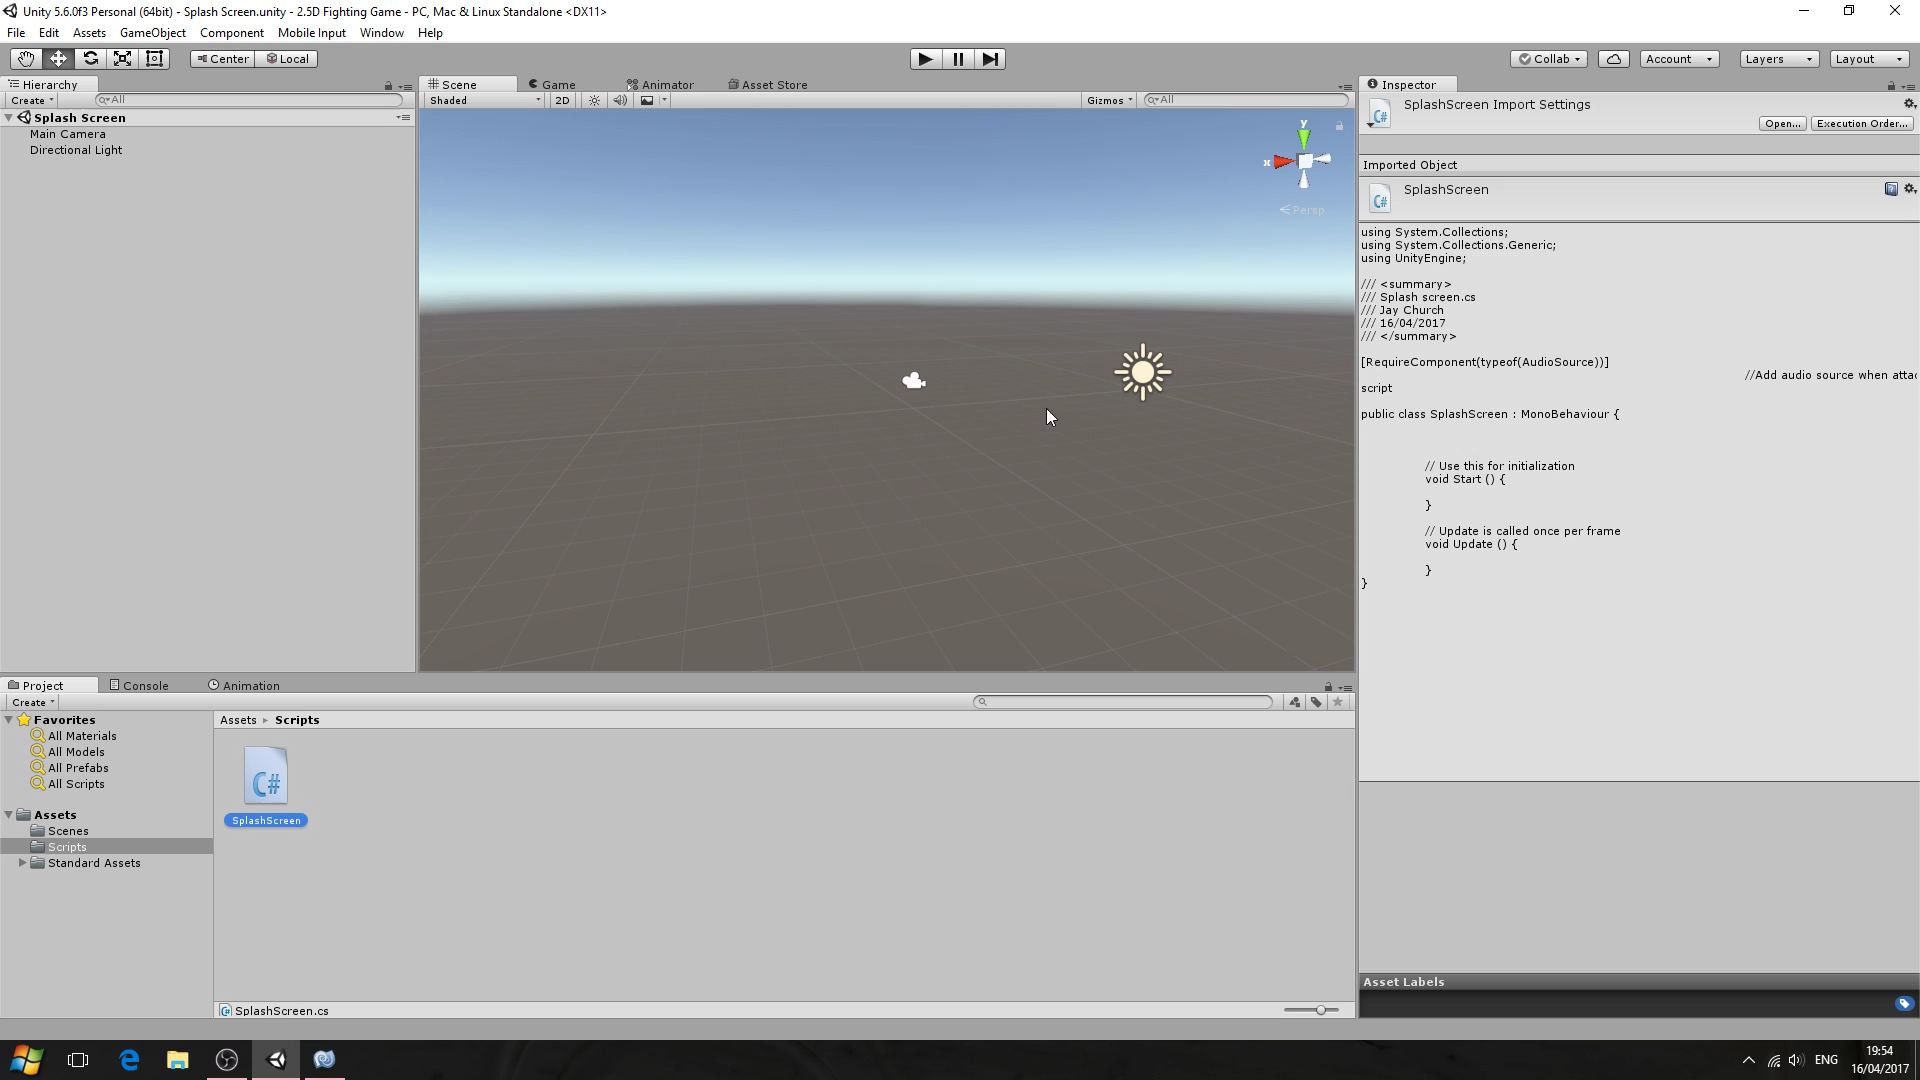 Unity 5.6.0f3 Personal (64bit) - Splash Screen.unity - 2.5D Fighting Game - PC, Mac & Linux Standalone <DX11>
File Edit Assets GameObject Component Mobile Input Window Help
Center Local
Collab Account Layers Layout
Hierarchy
Create All
Splash Screen
Main Camera
Directional Light
Scene Game Animator Asset Store
Shaded 2D Gizmos All
y
x
Persp
Inspector
SplashScreen Import Settings
Open... Execution Order...
Imported Object
SplashScreen
using System.Collections;
using System.Collections.Generic;
using UnityEngine;
/// <summary>
/// Splash screen.cs
/// Jay Church
/// 16/04/2017
/// </summary>
[RequireComponent(typeof(AudioSource))]
//Add audio source when attac
script
public class SplashScreen : MonoBehaviour {
// Use this for initialization
void Start () {
}
// Update is called once per frame
void Update () {
}
}
Project Console Animation
Create
Favorites
All Materials
All Models
All Prefabs
All Scripts
Assets
Scenes
Scripts
Standard Assets
Assets Scripts
C#
SplashScreen
SplashScreen.cs
Asset Labels
ENG
19:54
16/04/2017